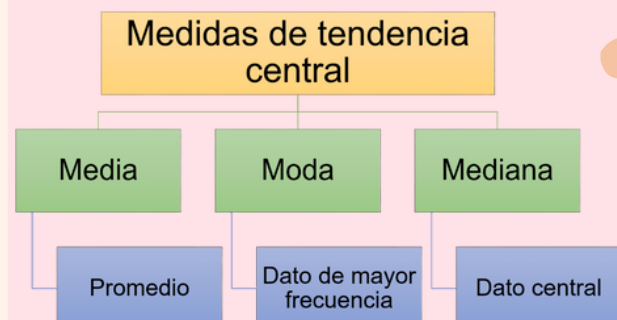 Medidas de tendencia
central
Media
Moda
Mediana
Promedio
Dato de mayor
frecuencia
Dato central